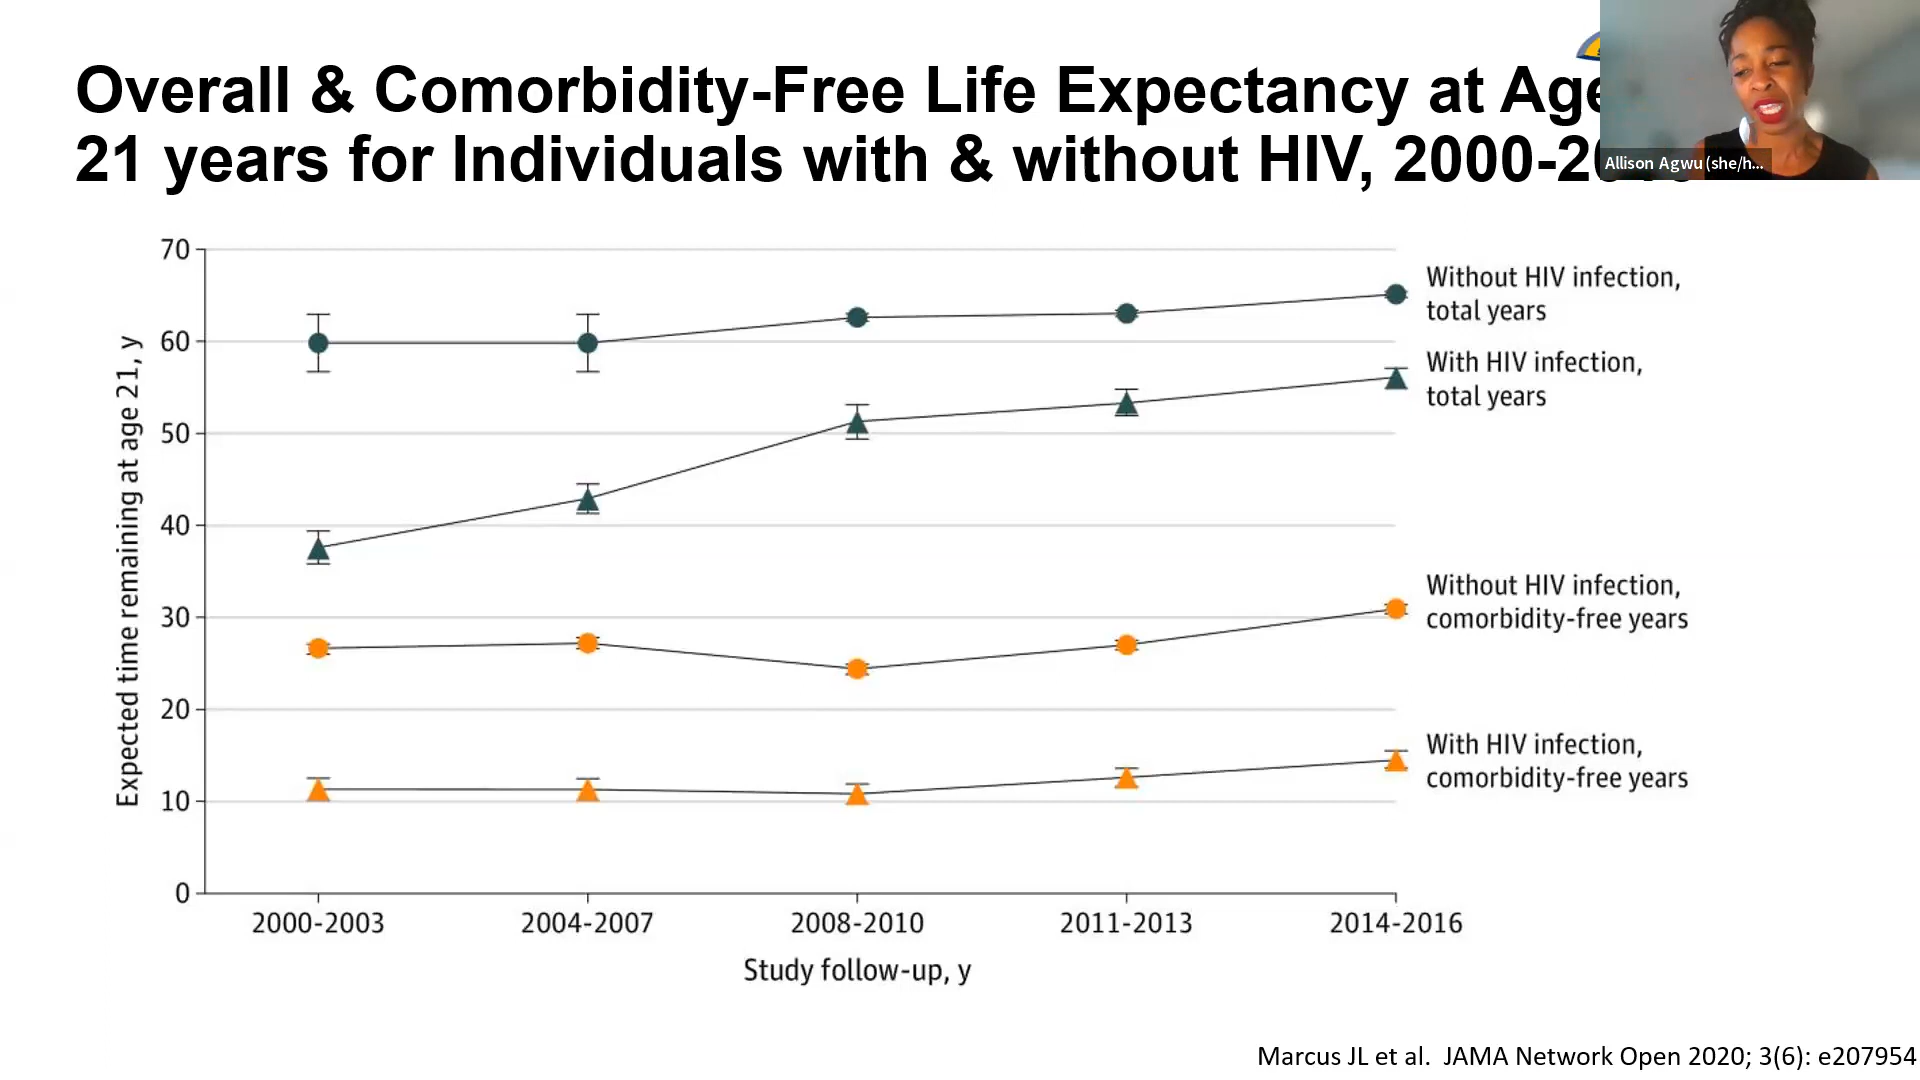 Overall & Comorbidity-Free Life Expectancy at Age
21 years for Individuals with & without HIV, 2000-20
Allison Agwu (she/h...
70
60
50
40
30
20
10
0
Expected time remaining at age 21, y
Without HIV infection,
total years
With HIV infection,
total years
Without HIV infection,
comorbidity-free years
With HIV infection,
comorbidity-free years
2000-2003
2004-2007
2008-2010
2011-2013
2014-2016
Study follow-up, y
Marcus JL et al. JAMA Network Open 2020; 3(6): e207954